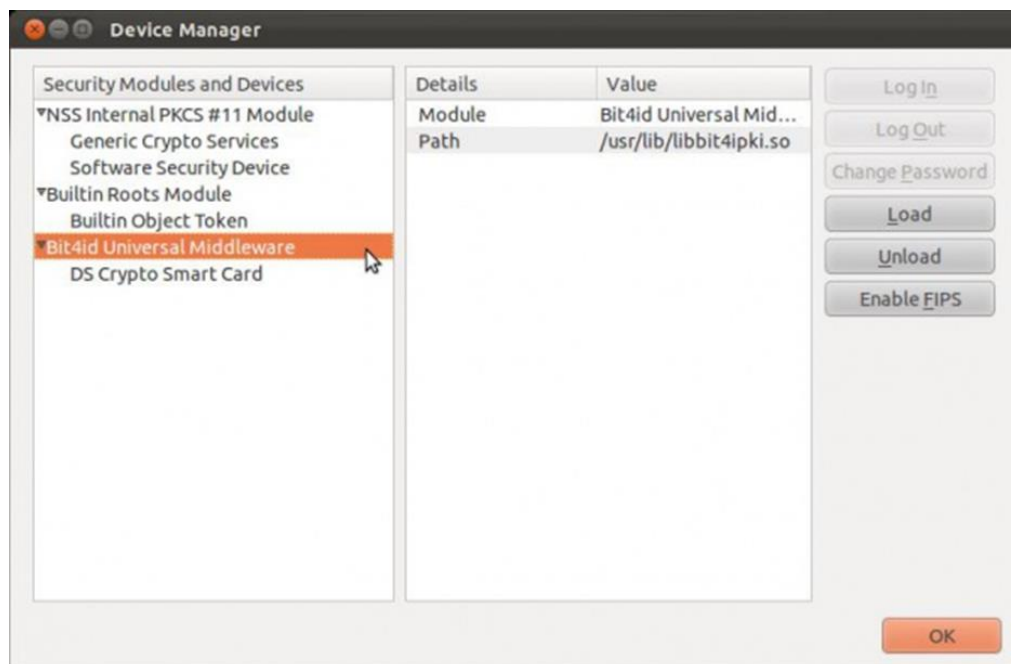 Device Manager
Security Modules and Devices
NSS Internal PKCS #11 Module
Generic Crypto Services
Software Security Device
Builtin Roots Module
Builtin Object Token
Bit4id Universal Middleware
DS Crypto Smart Card
Details Value
Module Bit4id Universal Mid...
Path /usr/lib/libbit4ipki.so
Log In
Log Out
Change Password
Load
Unload
Enable FIPS
OK